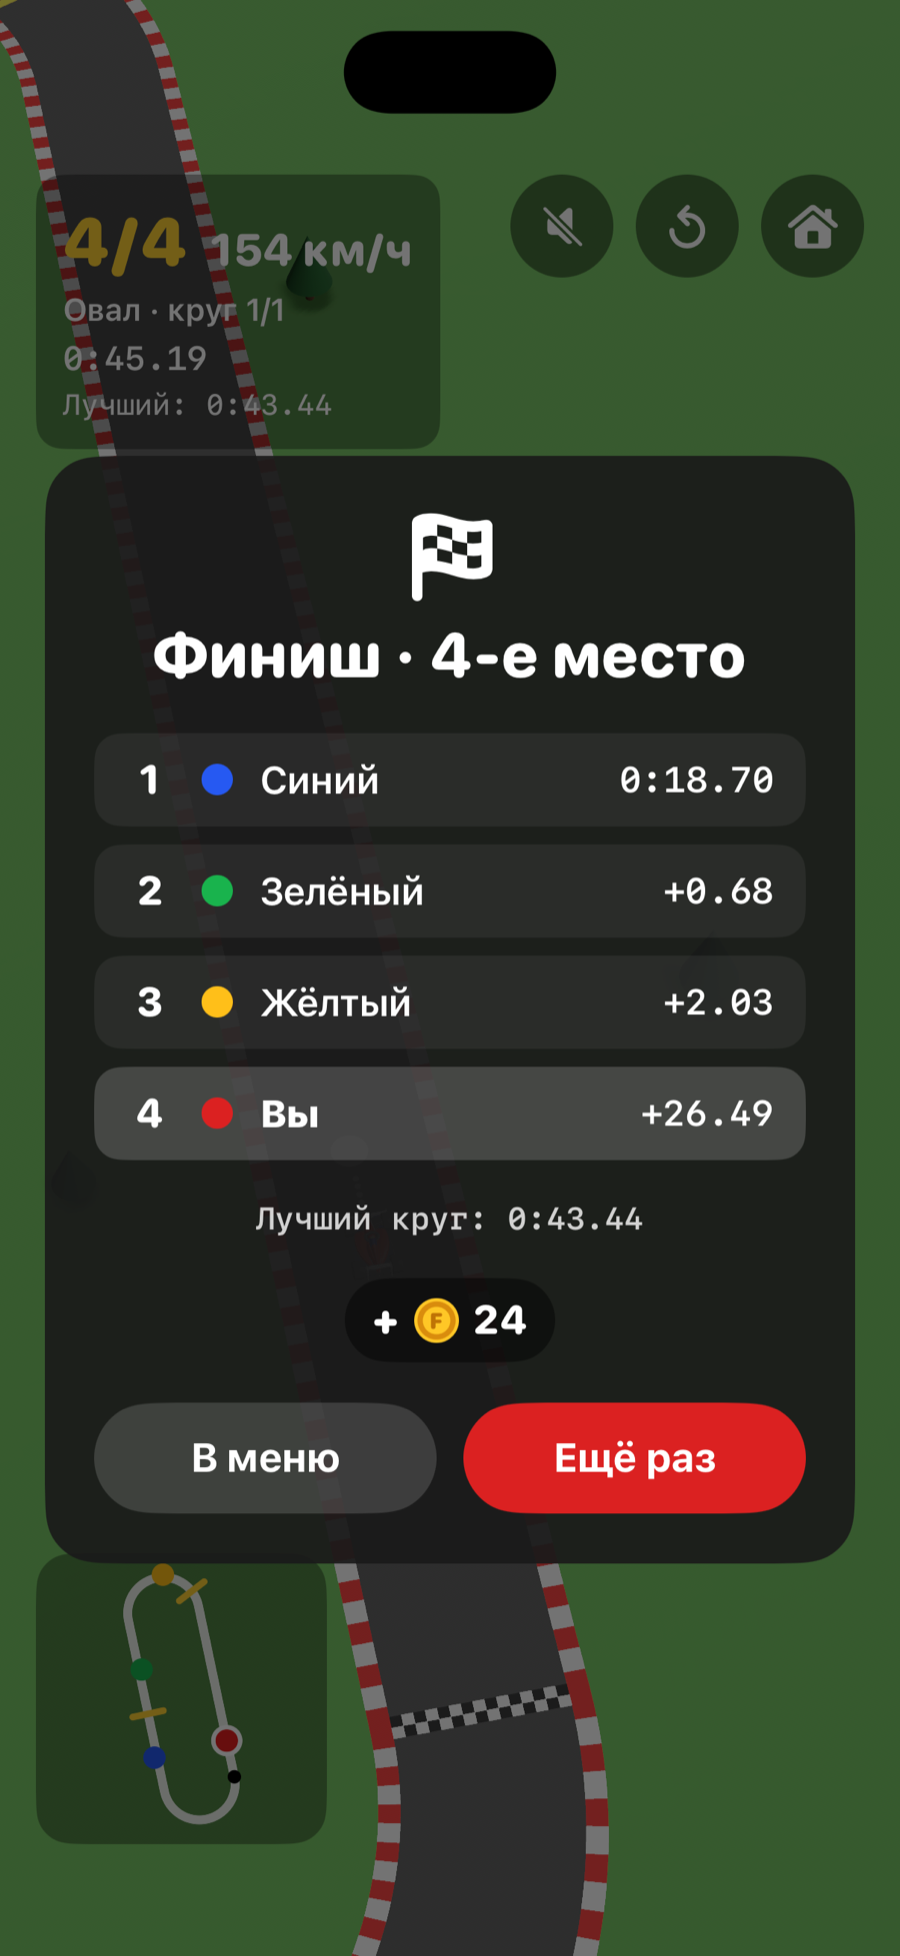 4/4 154 км/ч
Овал · круг 1/1
0:45.19
Лучший: 0:43.44
Финиш · 4-е место
1 Синий 0:18.70
2 Зелёный +0.68
3 Жёлтый +2.03
4 Вы +26.49
Лучший круг: 0:43.44
+ F 24
В меню Ещё раз